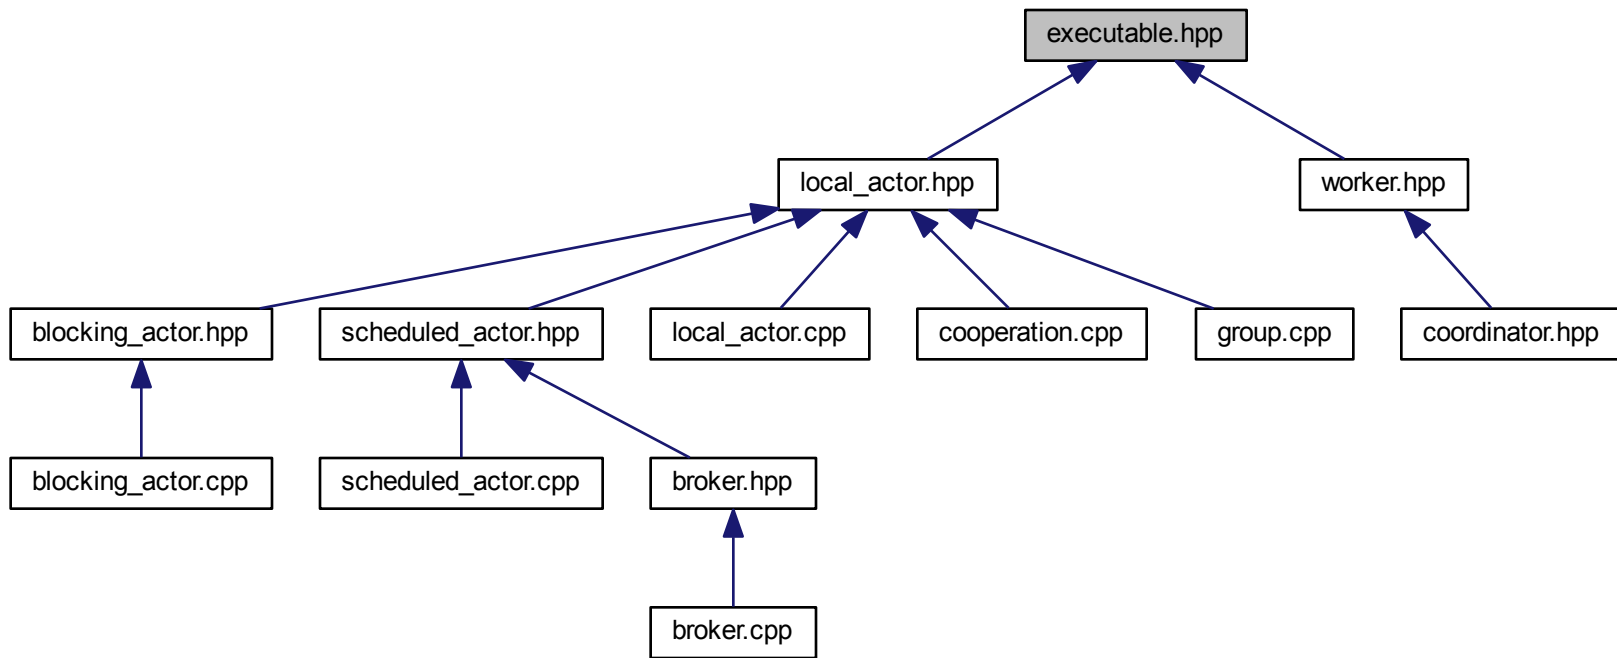 executable.hpp
local_actor.hpp
worker.hpp
blocking_actor.hpp
scheduled_actor.hpp
local_actor.cpp
cooperation.cpp
group.cpp
coordinator.hpp
blocking_actor.cpp
scheduled_actor.cpp
broker.hpp
broker.cpp